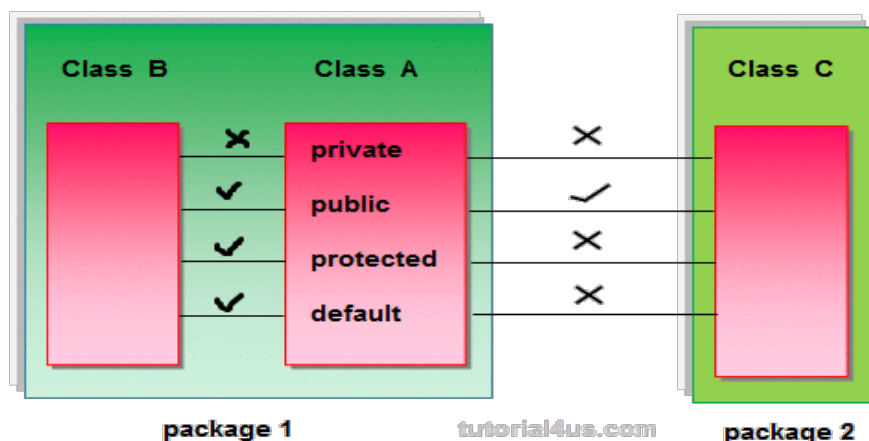 Class B
Class A
Class C
private
public
protected
default
package 1
tutorial4us.com
package 2